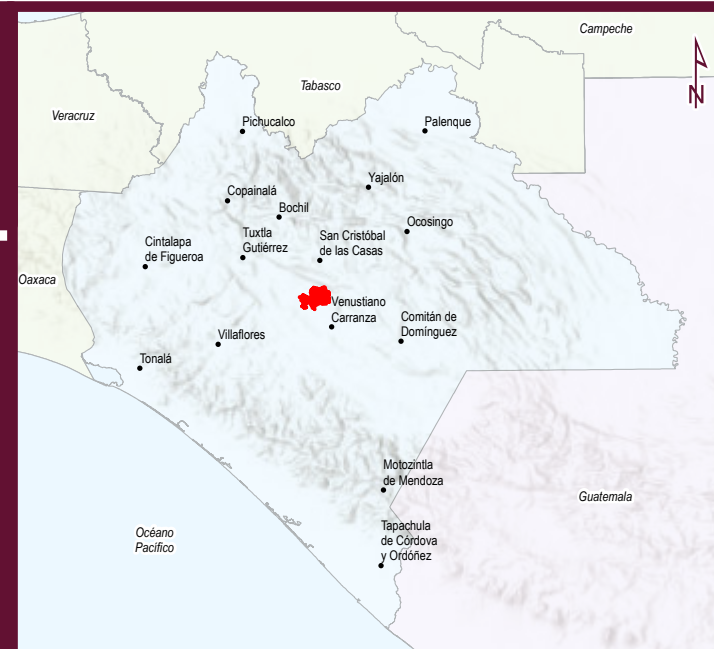 Campeche
Tabasco
N
Veracruz
Pichucalco
Palenque
Yajalón
Copainalá
Bochil
Ocosingo
Tuxtla
Gutiérrez
San Cristóbal
de las Casas
Cintalapa
de Figueroa
Oaxaca
Venustiano
Carranza
Comitán de
Domínguez
Villaflores
Tonalá
Motozintla
de Mendoza
Guatemala
Océano
Pacífico
Tapachula
de Córdova
y Ordóñez